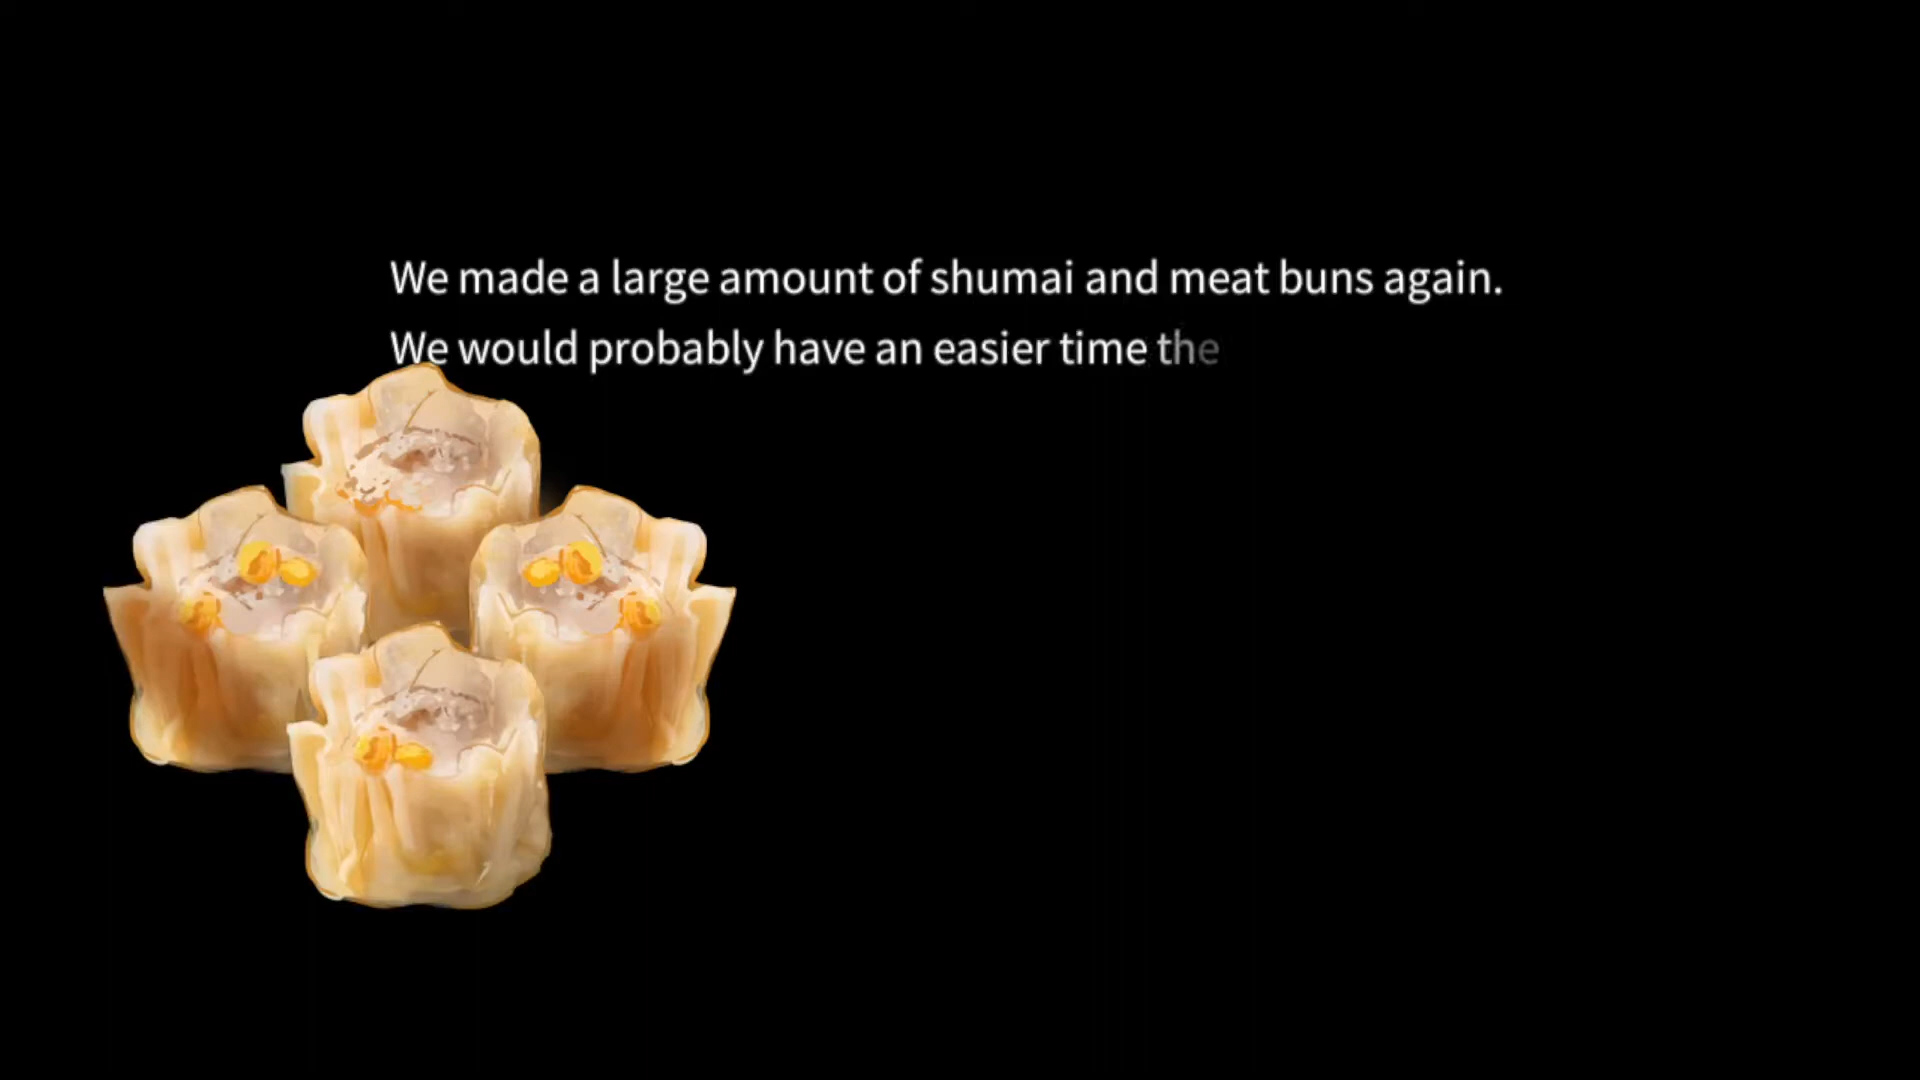 We made a large amount of shumai and meat buns again.
We would probably have an easier time the